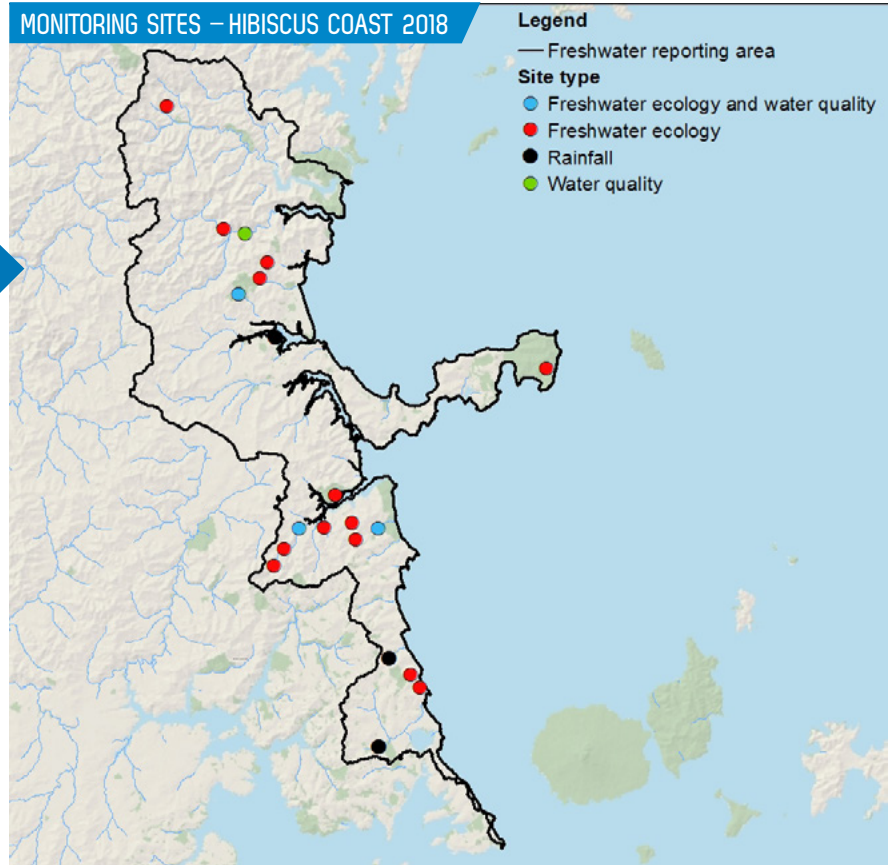 MONITORING SITES – HIBISCUS COAST 2018
Legend
Freshwater reporting area
Site type
Freshwater ecology and water quality
Freshwater ecology
Rainfall
Water quality